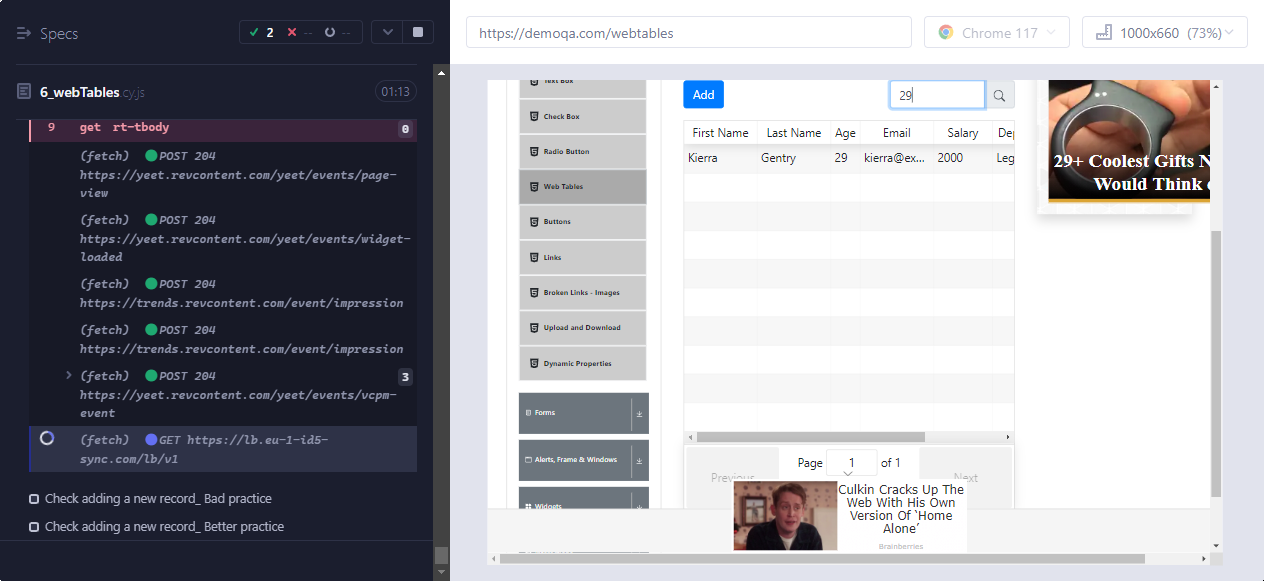 Specs
2
--
--
6_webTables.cy.js
01:13
9 get rt-tbody 0
(fetch) POST 204
https://yeet.revcontent.com/yeet/events/page-
view
(fetch) POST 204
https://yeet.revcontent.com/yeet/events/widget-
loaded
(fetch) POST 204
https://trends.revcontent.com/event/impression
(fetch) POST 204
https://trends.revcontent.com/event/impression
(fetch) POST 204 3
https://yeet.revcontent.com/yeet/events/vcpm-
event
(fetch) GET https://lb.eu-1-id5-
sync.com/lb/v1
Check adding a new record_ Bad practice
Check adding a new record_ Better practice
https://demoqa.com/webtables
Chrome 117
1000x660 (73%)
Text Box
Check Box
Radio Button
Web Tables
Buttons
Links
Broken Links - Images
Upload and Download
Dynamic Properties
Forms
Alerts, Frame & Windows
Widgets
Add
29
First Name Last Name Age Email Salary Dep
Kierra Gentry 29 kierra@ex... 2000 Leg
Previous
Page 1 of 1
Next
Culkin Cracks Up The
Web With His Own
Version Of ‘Home
Alone’
Brainberries
29+ Coolest Gifts N
Would Think o